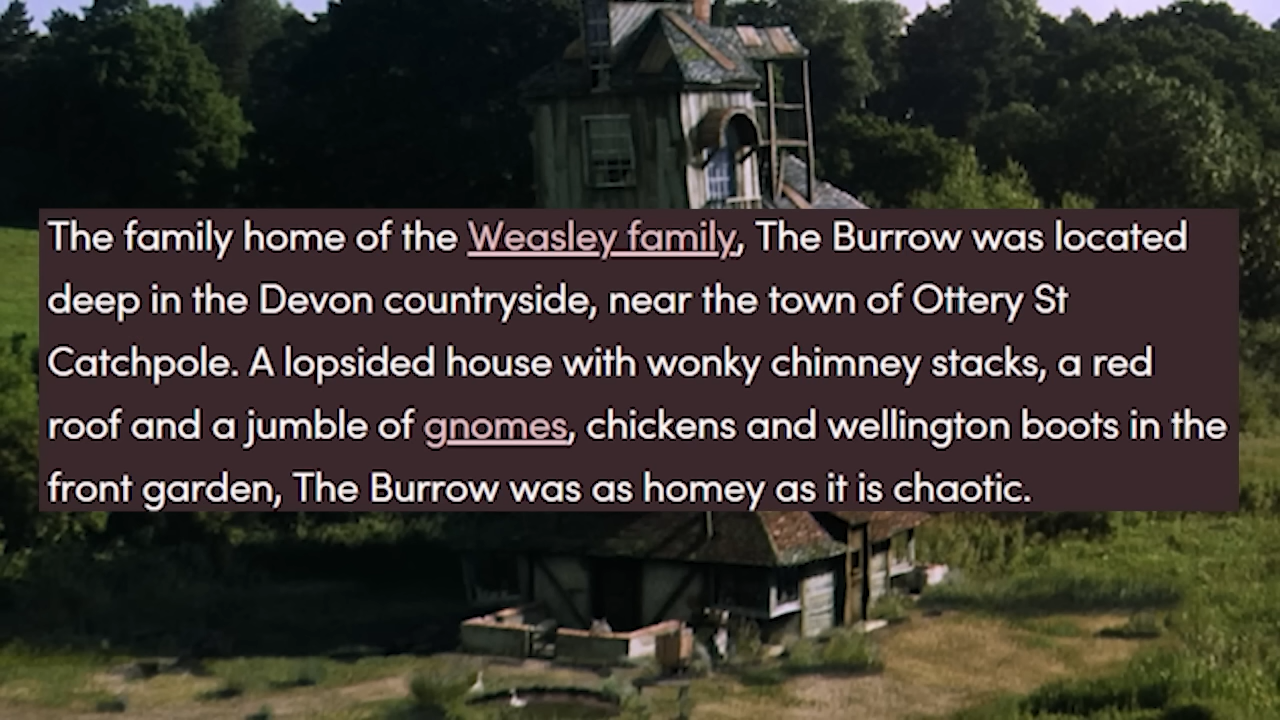 The family home of the Weasley family, The Burrow was located
deep in the Devon countryside, near the town of Ottery St
Catchpole. A lopsided house with wonky chimney stacks, a red
roof and a jumble of gnomes, chickens and wellington boots in the
front garden, The Burrow was as homey as it is chaotic.